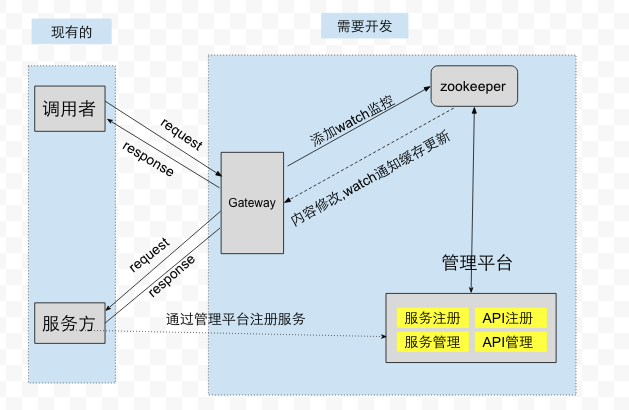 现有的
需要开发
调用者
zookeeper
request
添加watch监控
response
内容修改,watch通知缓存更新
Gateway
request
response
管理平台
服务方
通过管理平台注册服务
服务注册
API注册
服务管理
API管理